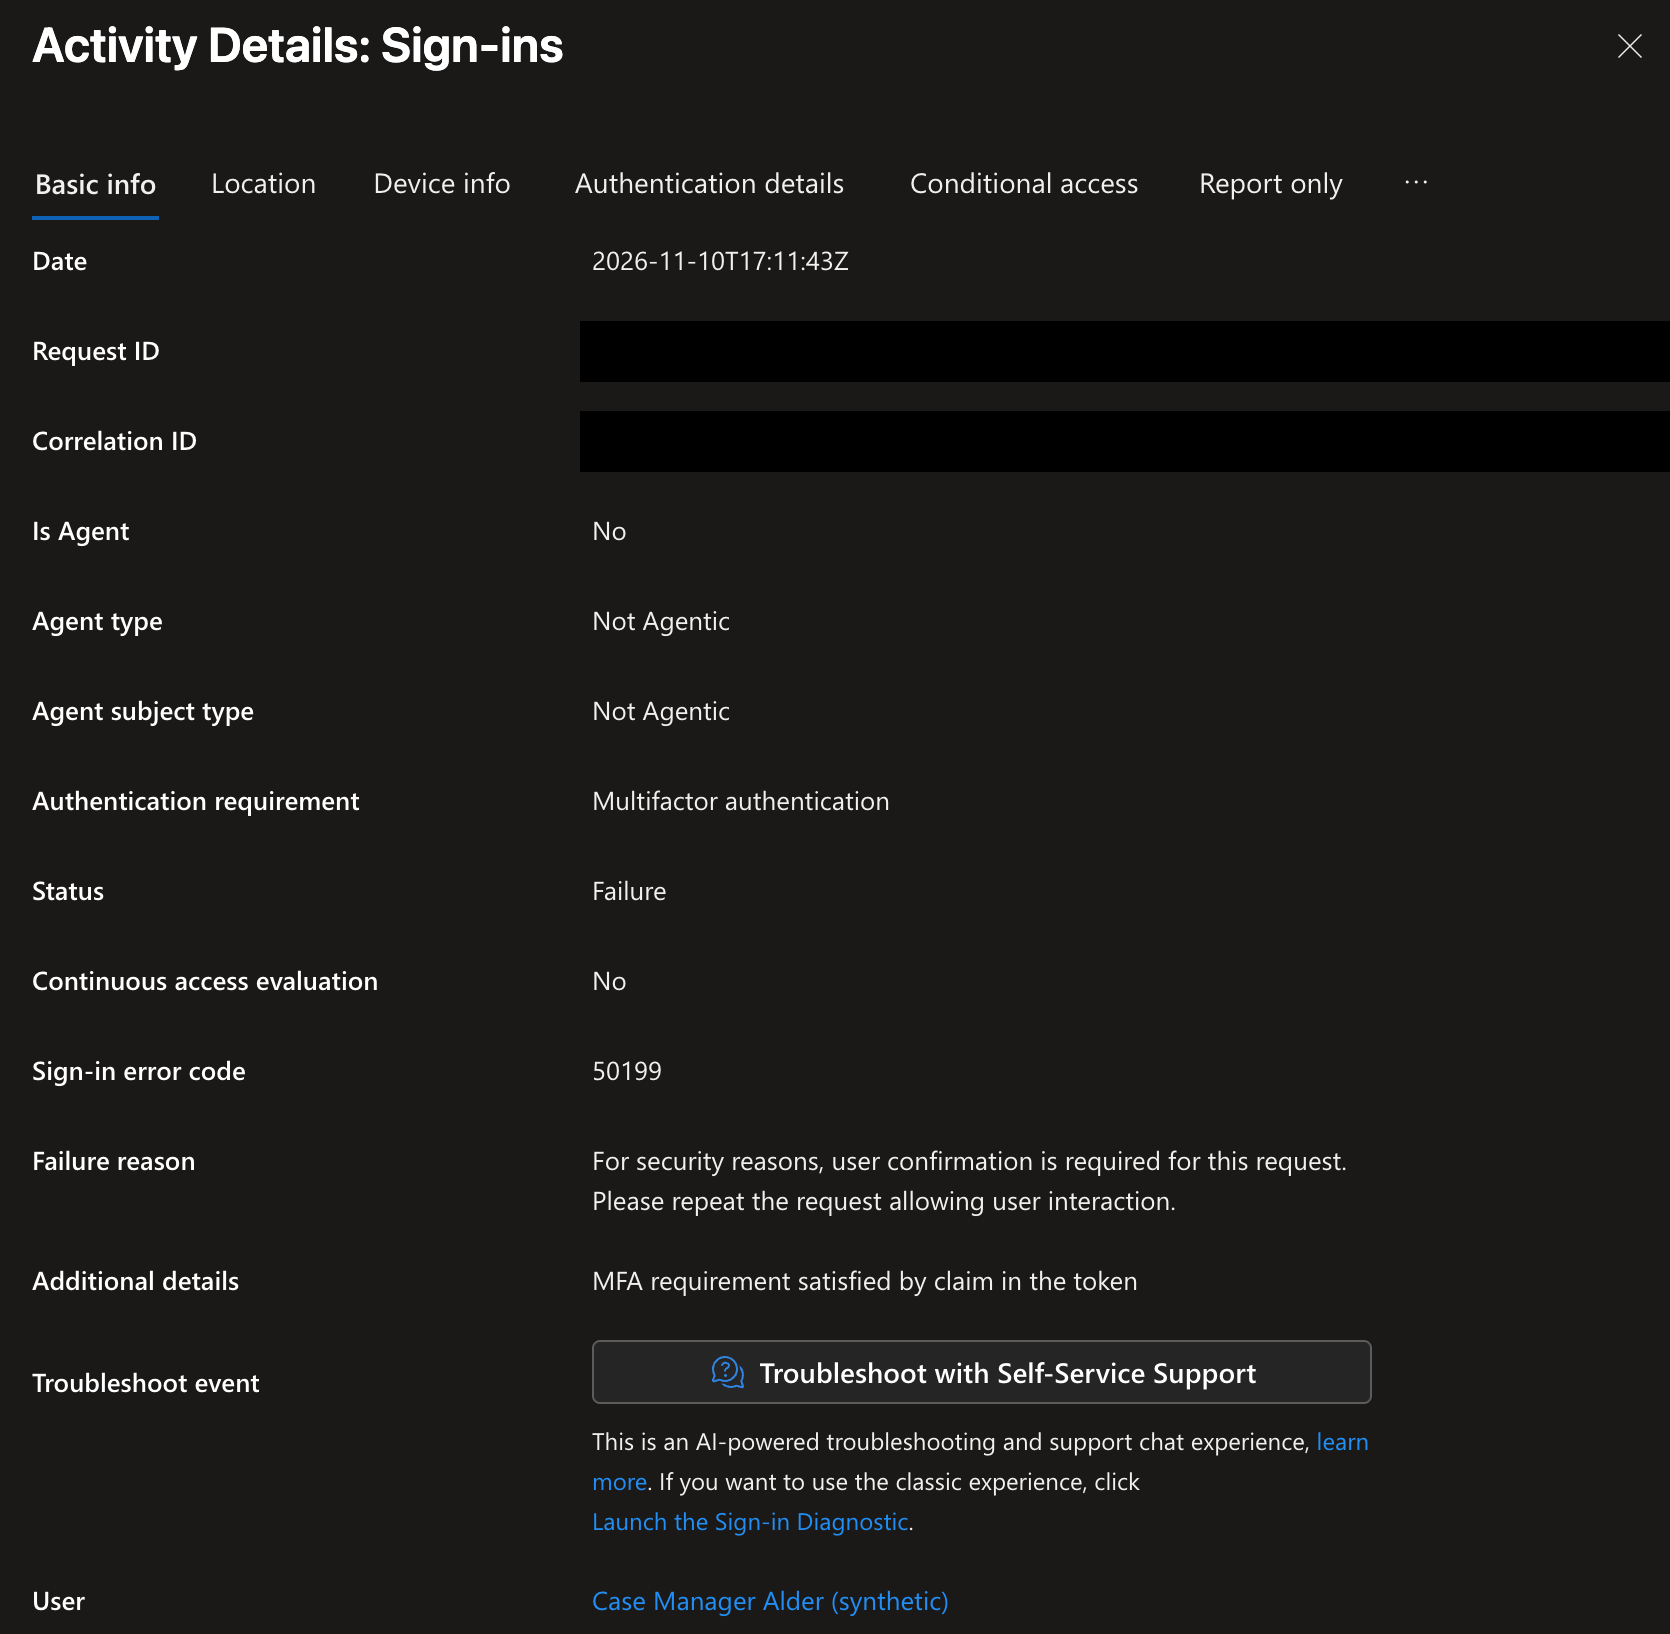 Activity Details: Sign-ins
Basic info Location Device info Authentication details Conditional access Report only ...
Date 2026-11-10T17:11:43Z
Request ID
Correlation ID
Is Agent No
Agent type Not Agentic
Agent subject type Not Agentic
Authentication requirement Multifactor authentication
Status Failure
Continuous access evaluation No
Sign-in error code 50199
Failure reason For security reasons, user confirmation is required for this request.
Please repeat the request allowing user interaction.
Additional details MFA requirement satisfied by claim in the token
Troubleshoot event Troubleshoot with Self-Service Support
This is an AI-powered troubleshooting and support chat experience, learn
more. If you want to use the classic experience, click
Launch the Sign-in Diagnostic.
User Case Manager Alder (synthetic)